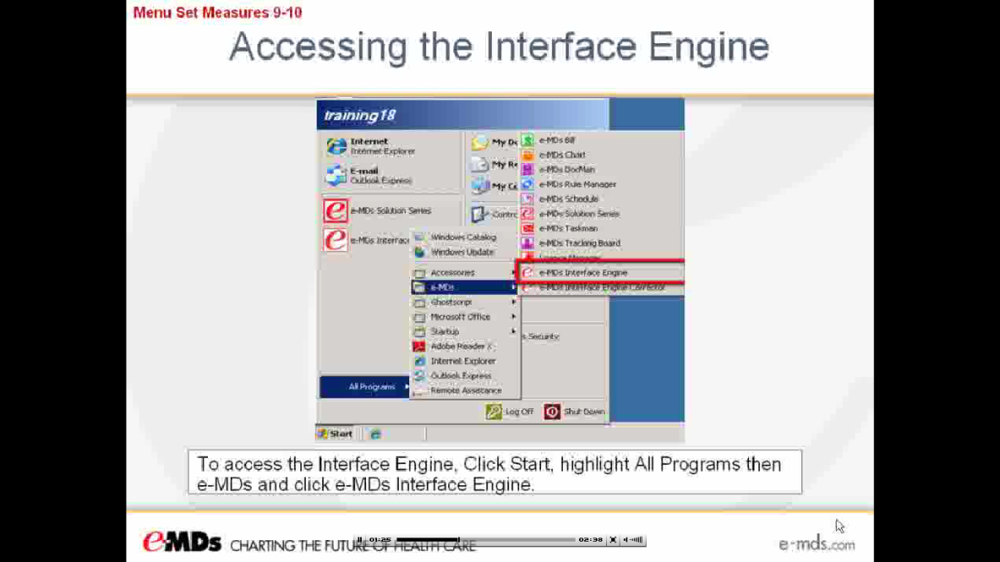 Menu Set Measures 9-10
Accessing the Interface Engine
training18
Internet
Internet Explorer
E-mail
Outlook Express
e-MDs Solution Series
e-MDs Interface
My Do
My Re
My Co
Contro
e-MDs Bill
e-MDs Chart
e-MDs DocMan
e-MDs Rule Manager
e-MDs Schedule
e-MDs Solution Series
e-MDs Taskman
e-MDs Tracking Board
e-MDs Interface Engine
e-MDs Interface Engine Corrector
Windows Catalog
Windows Update
Accessories
e-MDs
Ghostscript
Microsoft Office
Startup
Adobe Reader X
Internet Explorer
Outlook Express
Remote Assistance
s Security
All Programs
Log Off
Shut Down
Start
To access the Interface Engine, Click Start, highlight All Programs then
e-MDs and click e-MDs Interface Engine.
e-MDs CHARTING THE FUTURE OF HEALTH CARE
01:25
02:38
e-mds.com